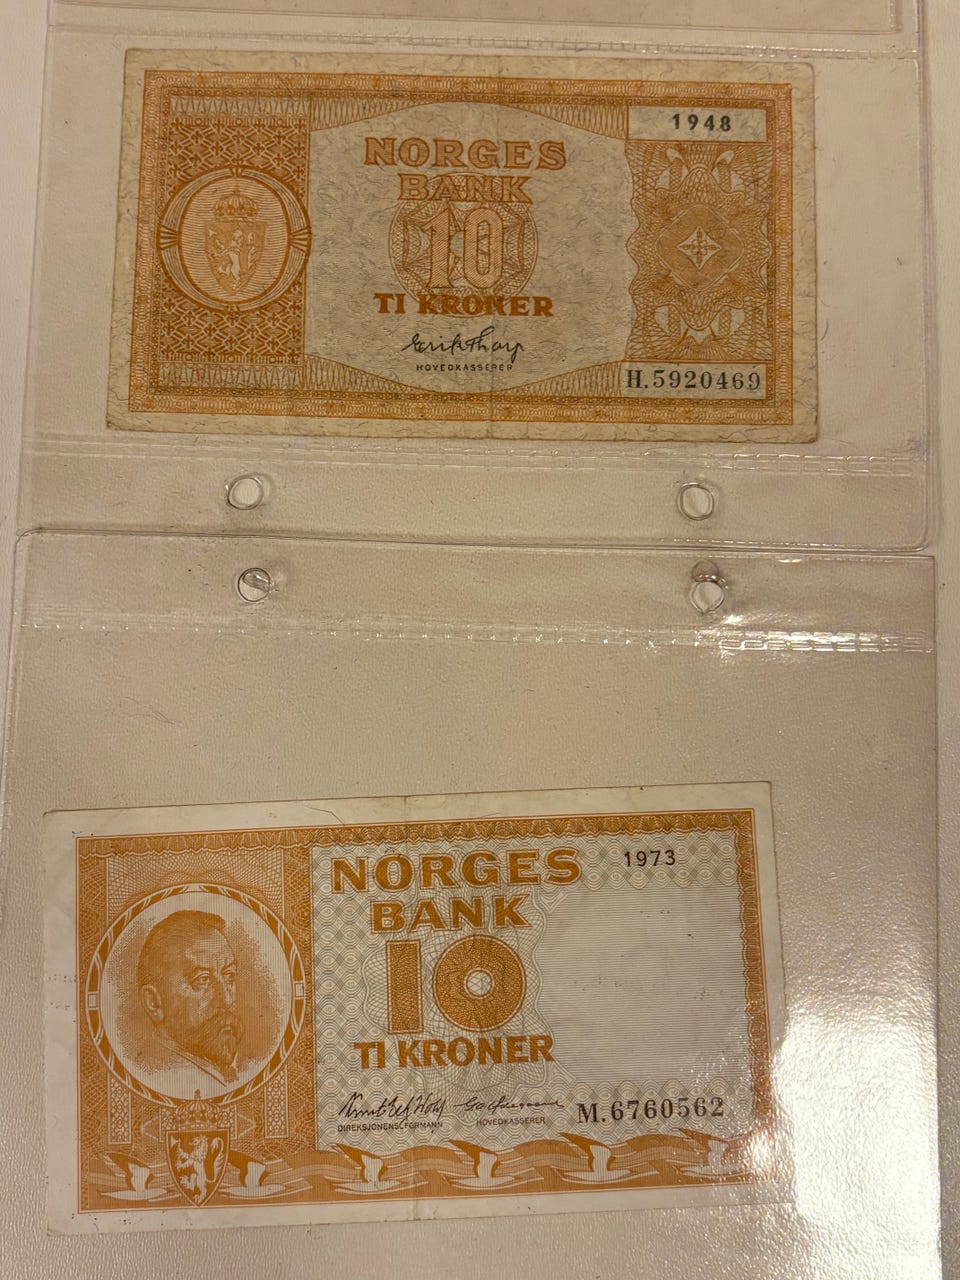 1948
NORGES
BANK
10
TI KRONER
HOVEDKASSERER
H.5920469
NORGES
1973
BANK
10
TI KRONER
DIREKSJONENS FORMANN
HOVEDKASSERER
M.6760562